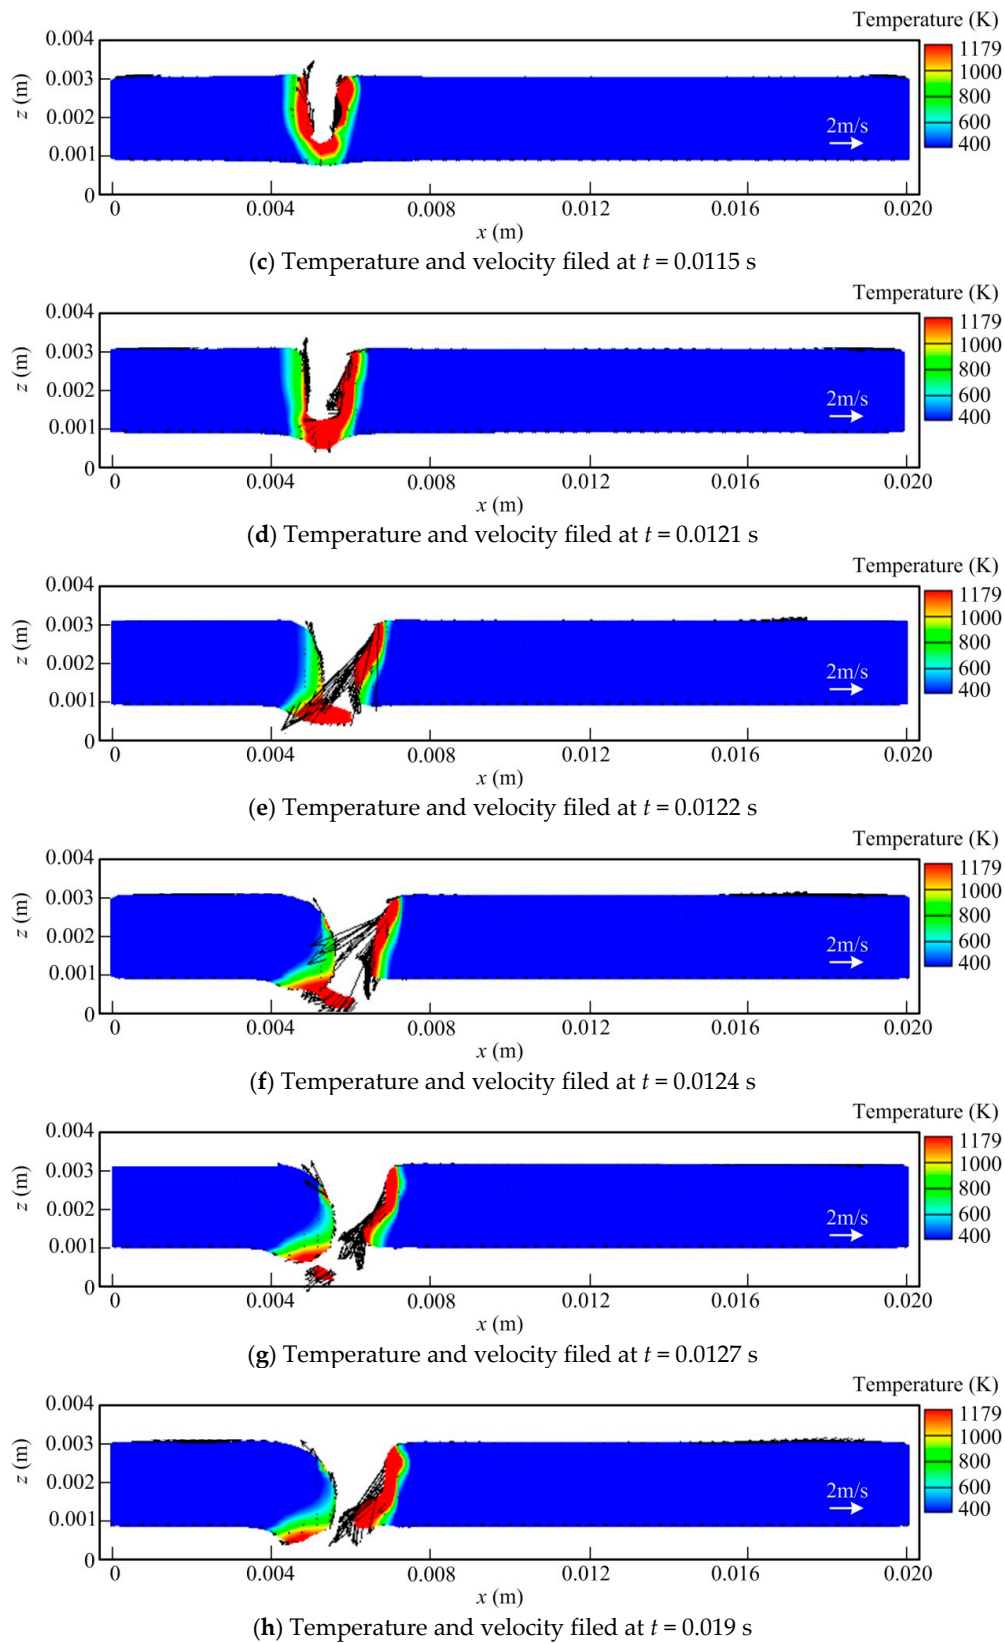 Temperature (K)
0.004
0.003
0.002
0.001
0
z (m)
1179
1000
800
600
400
2m/s
0 0.004 0.008 0.012 0.016 0.020
x (m)
(c) Temperature and velocity filed at t = 0.0115 s
Temperature (K)
0.004
0.003
0.002
0.001
0
z (m)
1179
1000
800
600
400
2m/s
0 0.004 0.008 0.012 0.016 0.020
x (m)
(d) Temperature and velocity filed at t = 0.0121 s
Temperature (K)
0.004
0.003
0.002
0.001
0
z (m)
1179
1000
800
600
400
2m/s
0 0.004 0.008 0.012 0.016 0.020
x (m)
(e) Temperature and velocity filed at t = 0.0122 s
Temperature (K)
0.004
0.003
0.002
0.001
0
z (m)
1179
1000
800
600
400
2m/s
0 0.004 0.008 0.012 0.016 0.020
x (m)
(f) Temperature and velocity filed at t = 0.0124 s
Temperature (K)
0.004
0.003
0.002
0.001
0
z (m)
1179
1000
800
600
400
2m/s
0 0.004 0.008 0.012 0.016 0.020
x (m)
(g) Temperature and velocity filed at t = 0.0127 s
Temperature (K)
0.004
0.003
0.002
0.001
0
z (m)
1179
1000
800
600
400
2m/s
0 0.004 0.008 0.012 0.016 0.020
x (m)
(h) Temperature and velocity filed at t = 0.019 s